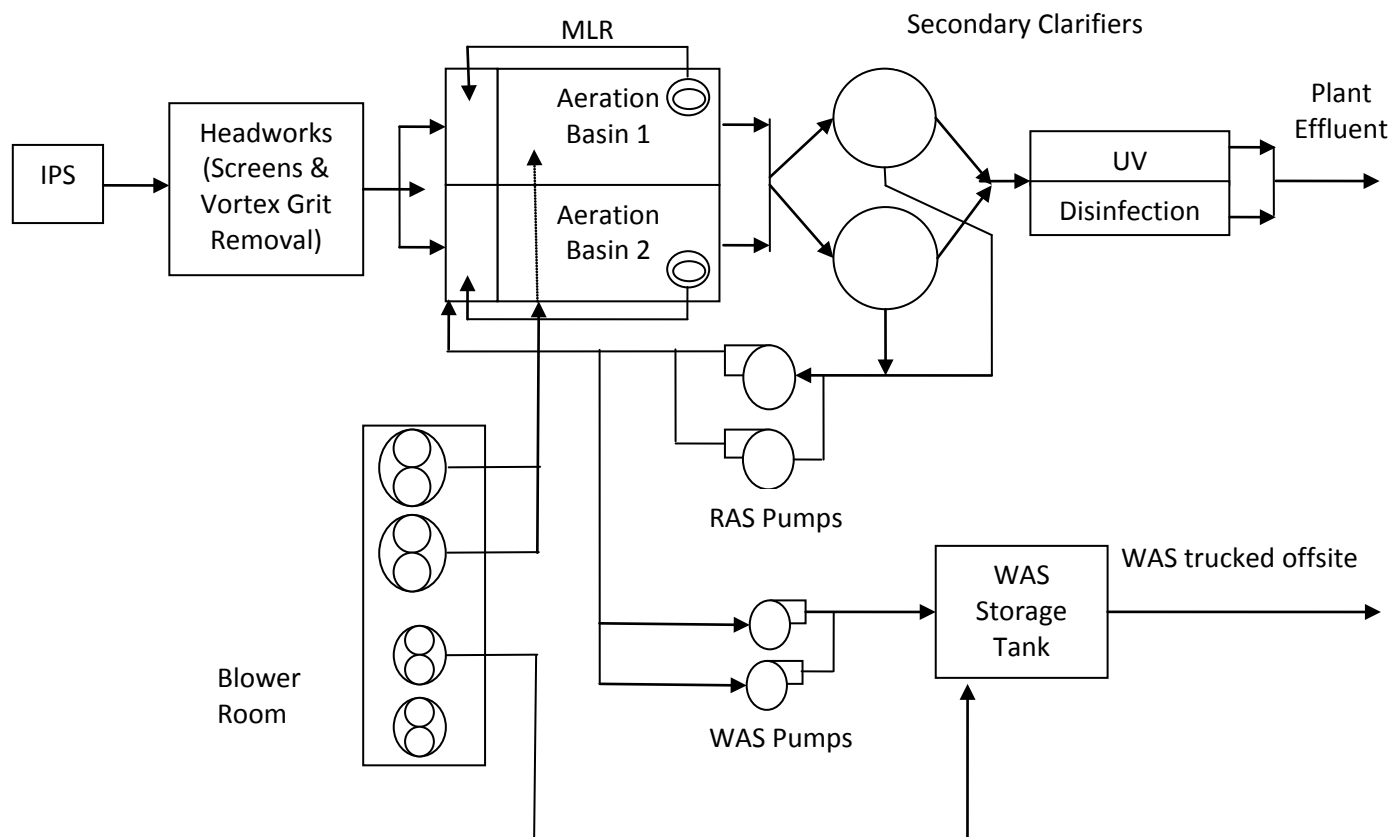 MLR
Secondary Clarifiers
IPS
Headworks
(Screens &
Vortex Grit
Removal)
Aeration
Basin 1
Aeration
Basin 2
UV
Disinfection
Plant
Effluent
RAS Pumps
Blower
Room
WAS Pumps
WAS
Storage
Tank
WAS trucked offsite